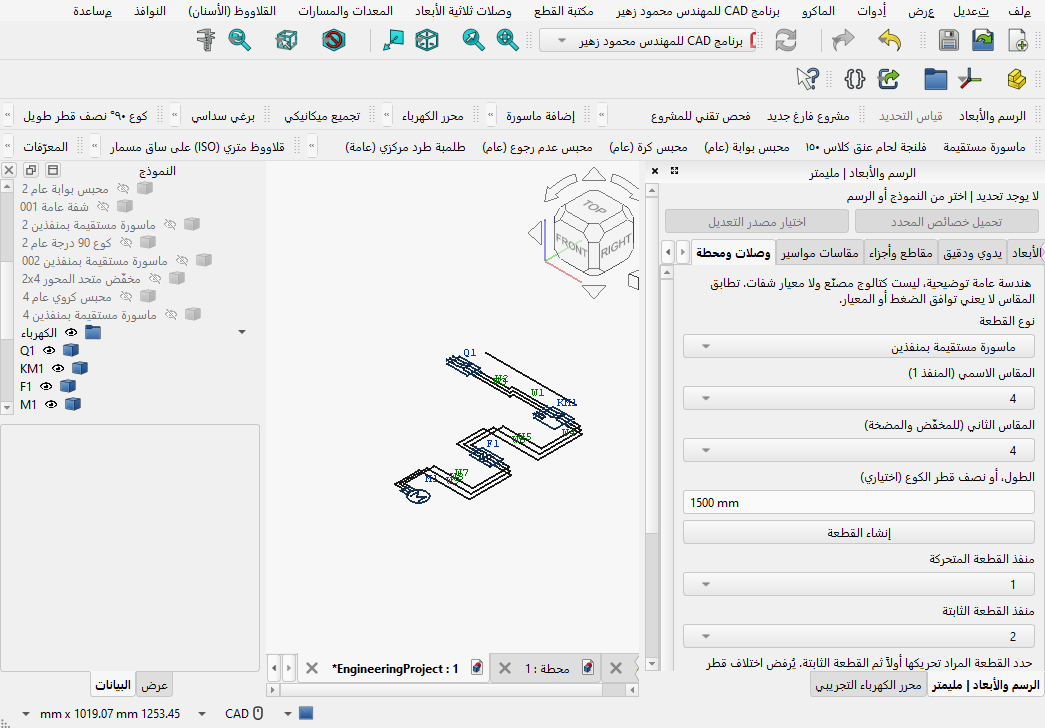 ملف تعديل عرض أدوات الماكرو برنامج CAD للمهندس محمود زهير مكتبة القطع وصلات ثلاثية الأبعاد المعدات والمسارات القلاووظ (الأسنان) النوافذ مساعدة
برنامج CAD للمهندس محمود زهير
الرسم والأبعاد قياس التحديد مشروع فارغ جديد فحص تقني للمشروع » إضافة ماسورة » محرر الكهرباء » تجميع ميكانيكي » برغي سداسي » كوع ٩٠° نصف قطر طويل »
ماسورة مستقيمة فلنجة لحام عنق كلاس ١٥٠ محبس بوابة (عام) محبس كرة (عام) محبس عدم رجوع (عام) طلمبة طرد مركزي (عامة) » قلاووظ متري (ISO) على ساق مسمار » المعرّفات »
الرسم والأبعاد | مليمتر
لا يوجد تحديد | اختر من النموذج أو الرسم
تحميل خصائص المحدد اختيار مصدر التعديل
الأبعاد يدوي ودقيق مقاطع وأجزاء مقاسات مواسير وصلات ومحطة
هندسة عامة توضيحية، ليست كتالوج مصنّع ولا معيار شفات. تطابق
المقاس لا يعني توافق الضغط أو المعيار.
نوع القطعة
ماسورة مستقيمة بمنفذين
المقاس الاسمي (المنفذ 1)
4
المقاس الثاني (للمخفّض والمضخة)
4
الطول، أو نصف قطر الكوع (اختياري)
1500 mm
إنشاء القطعة
منفذ القطعة المتحركة
1
منفذ القطعة الثابتة
2
حدد القطعة المراد تحريكها أولاً ثم القطعة الثابتة. يُرفض اختلاف قطر
الرسم والأبعاد | مليمتر محرر الكهرباء التجريبي
TOP
FRONT
RIGHT
Q1
W1
KM1
F1
M1
M
محطة : 1
EngineeringProject : 1*
النموذج
محبس بوابة عام 2
شفة عامة 001
ماسورة مستقيمة بمنفذين 2
كوع 90 درجة عام 2
ماسورة مستقيمة بمنفذين 002
مخفّض متحد المحور 2x4
محبس كروي عام 4
ماسورة مستقيمة بمنفذين 4
الكهرباء
Q1
KM1
F1
M1
عرض البيانات
CAD
mm x 1019.07 mm 1253.45